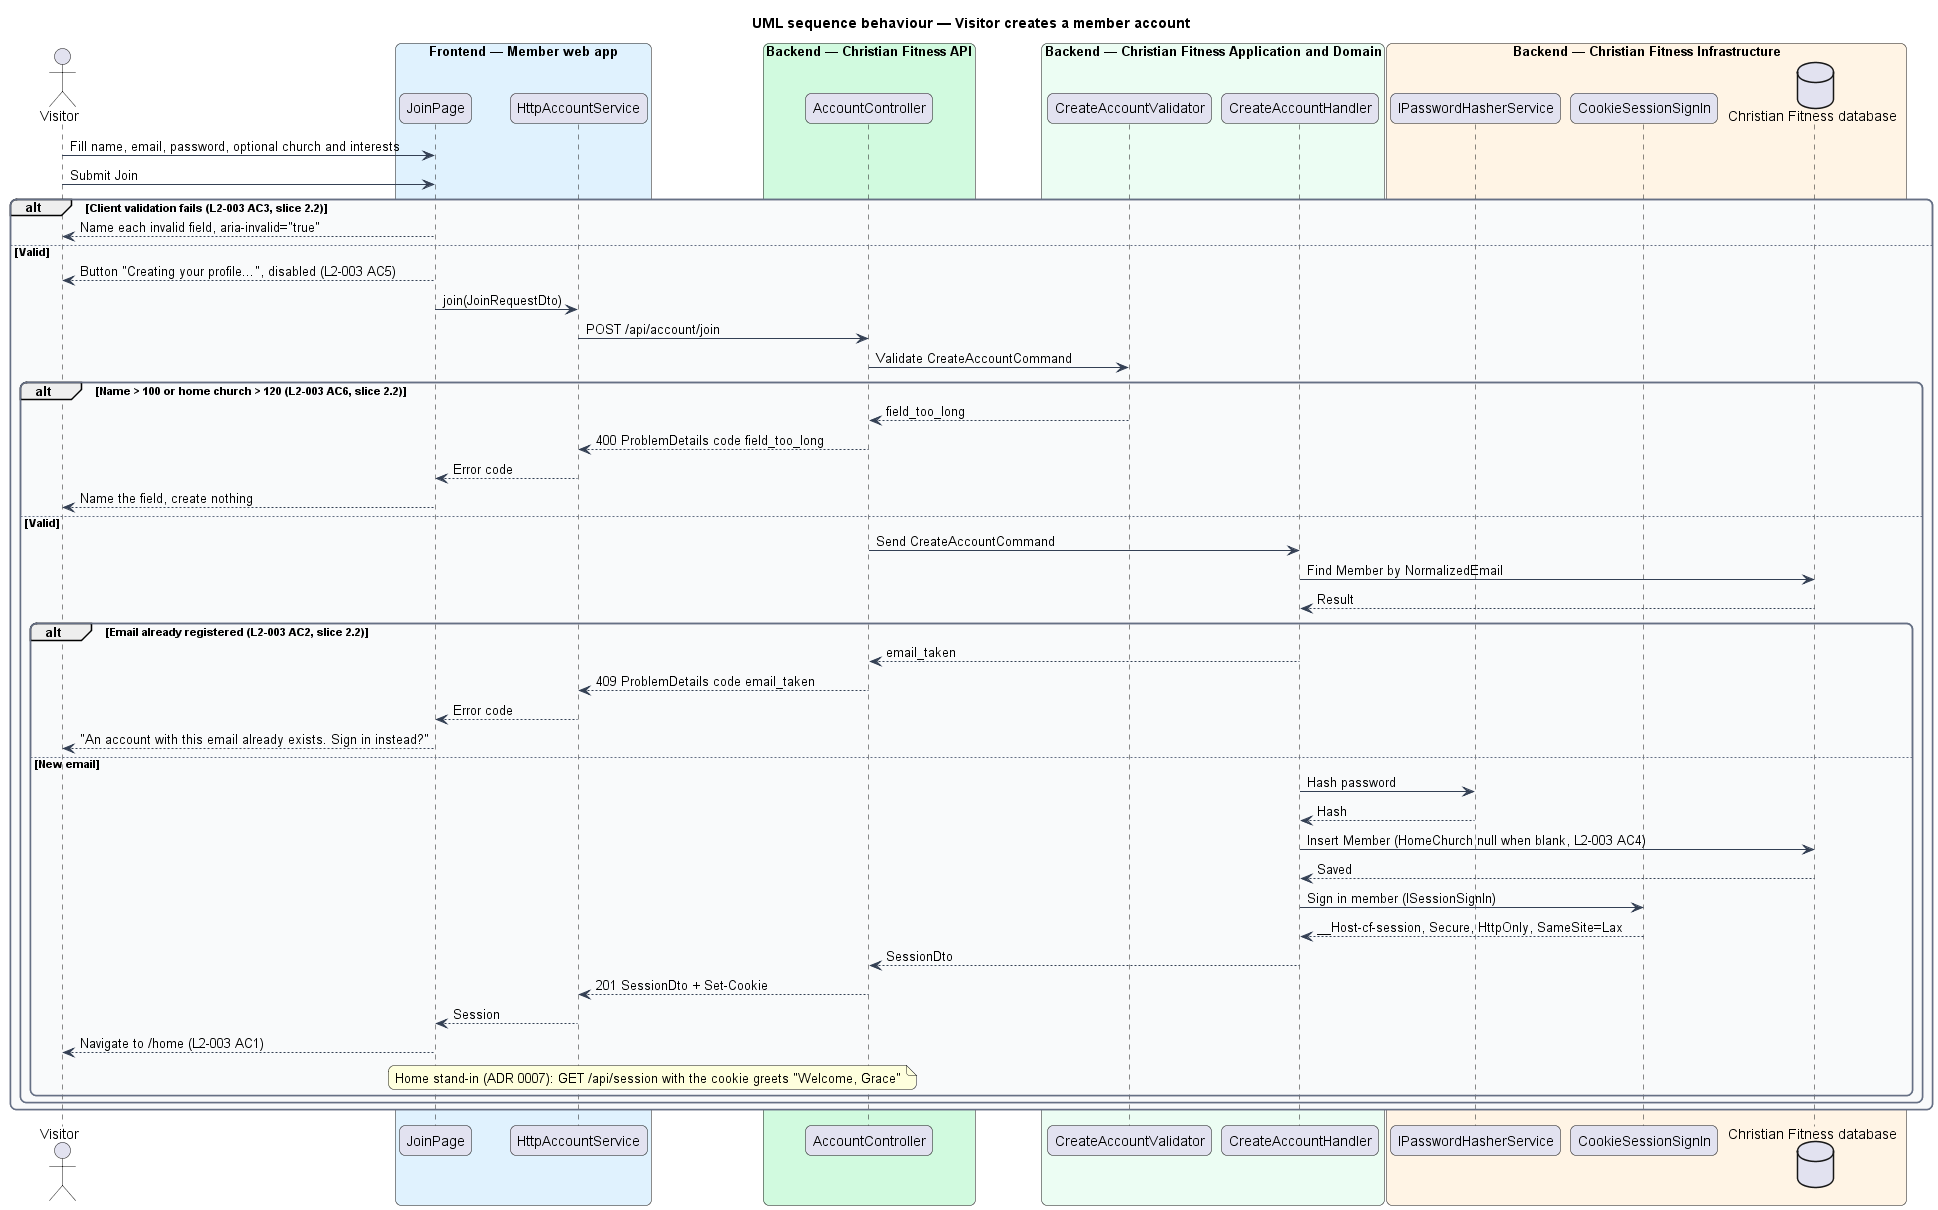 UML sequence behaviour — Visitor creates a member account
Frontend — Member web app
Backend — Christian Fitness API
Backend — Christian Fitness Application and Domain
Backend — Christian Fitness Infrastructure
Visitor
JoinPage
HttpAccountService
AccountController
CreateAccountValidator
CreateAccountHandler
IPasswordHasherService
CookieSessionSignIn
Christian Fitness database
Fill name, email, password, optional church and interests
Submit Join
alt
[Client validation fails (L2-003 AC3, slice 2.2)]
Name each invalid field, aria-invalid="true"
[Valid]
Button "Creating your profile…", disabled (L2-003 AC5)
join(JoinRequestDto)
POST /api/account/join
Validate CreateAccountCommand
alt
[Name > 100 or home church > 120 (L2-003 AC6, slice 2.2)]
field_too_long
400 ProblemDetails code field_too_long
Error code
Name the field, create nothing
[Valid]
Send CreateAccountCommand
Find Member by NormalizedEmail
Result
alt
[Email already registered (L2-003 AC2, slice 2.2)]
email_taken
409 ProblemDetails code email_taken
Error code
"An account with this email already exists. Sign in instead?"
[New email]
Hash password
Hash
Insert Member (HomeChurch null when blank, L2-003 AC4)
Saved
Sign in member (ISessionSignIn)
__Host-cf-session, Secure, HttpOnly, SameSite=Lax
SessionDto
201 SessionDto + Set-Cookie
Session
Navigate to /home (L2-003 AC1)
Home stand-in (ADR 0007): GET /api/session with the cookie greets "Welcome, Grace"
Visitor
JoinPage
HttpAccountService
AccountController
CreateAccountValidator
CreateAccountHandler
IPasswordHasherService
CookieSessionSignIn
Christian Fitness database